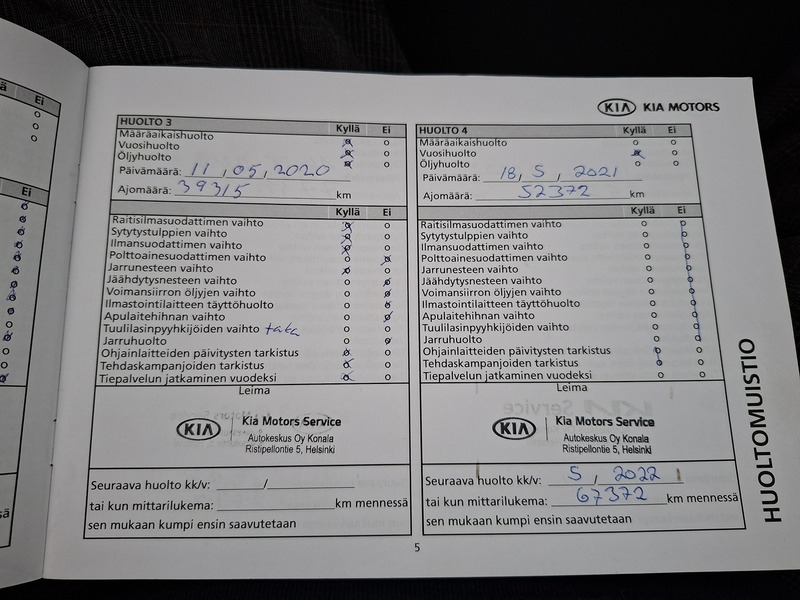 KIA KIA MOTORS
HUOLTO 3 Kyllä Ei
Määräaikaishuolto
Vuosihuolto
Öljyhuolto
Päivämäärä: 11, 05, 2020
Ajomäärä: 39315 km
Kyllä Ei
Raitisilmasuodattimen vaihto
Sytytystulppien vaihto
Ilmansuodattimen vaihto
Polttoainesuodattimen vaihto
Jarrunesteen vaihto
Jäähdytysnesteen vaihto
Voimansiirron öljyjen vaihto
Ilmastointilaitteen täyttöhuolto
Apulaitehihnan vaihto
Tuulilasinpyyhkijöiden vaihto taka
Jarruhuolto
Ohjainlaitteiden päivitysten tarkistus
Tehdaskampanjoiden tarkistus
Tiepalvelun jatkaminen vuodeksi
Leima
KIA Kia Motors Service
Autokeskus Oy Konala
Ristipellontie 5, Helsinki
Seuraava huolto kk/v: /
tai kun mittarilukema: km mennessä
sen mukaan kumpi ensin saavutetaan
HUOLTO 4 Kyllä Ei
Määräaikaishuolto
Vuosihuolto
Öljyhuolto
Päivämäärä: 18, 5, 2021
Ajomäärä: 52372 km
Kyllä Ei
Raitisilmasuodattimen vaihto
Sytytystulppien vaihto
Ilmansuodattimen vaihto
Polttoainesuodattimen vaihto
Jarrunesteen vaihto
Jäähdytysnesteen vaihto
Voimansiirron öljyjen vaihto
Ilmastointilaitteen täyttöhuolto
Apulaitehihnan vaihto
Tuulilasinpyyhkijöiden vaihto
Jarruhuolto
Ohjainlaitteiden päivitysten tarkistus
Tehdaskampanjoiden tarkistus
Tiepalvelun jatkaminen vuodeksi
Leima
KIA Kia Motors Service
Autokeskus Oy Konala
Ristipellontie 5, Helsinki
Seuraava huolto kk/v: 5 / 2022
tai kun mittarilukema: 67372 km mennessä
sen mukaan kumpi ensin saavutetaan
HUOLTOMUISTIO
5
Ei
Ei